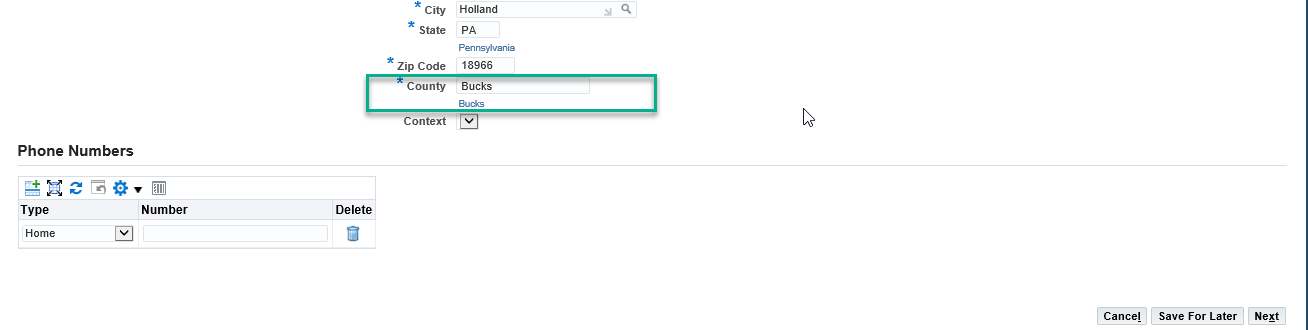 * City Holland
* State PA
Pennsylvania
* Zip Code 18966
* County Bucks
Bucks
Context
Phone Numbers
Type Number Delete
Home
Cancel Save For Later Next